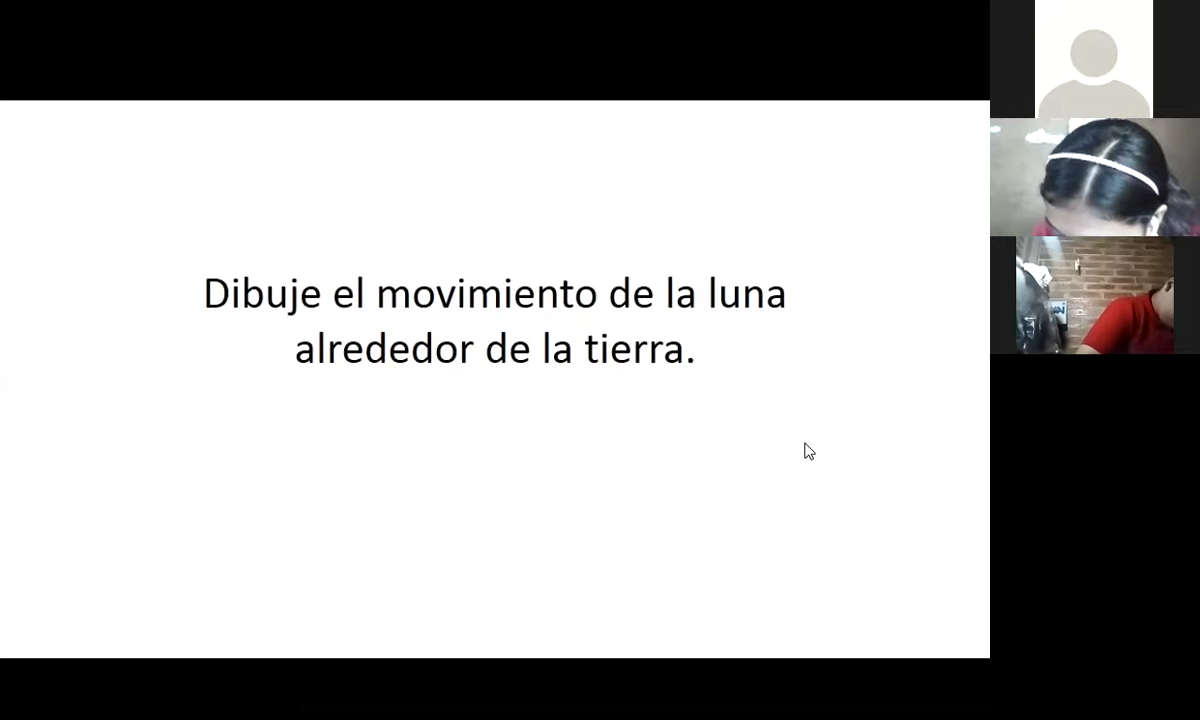 Dibuje el movimiento de la luna
alrededor de la tierra.